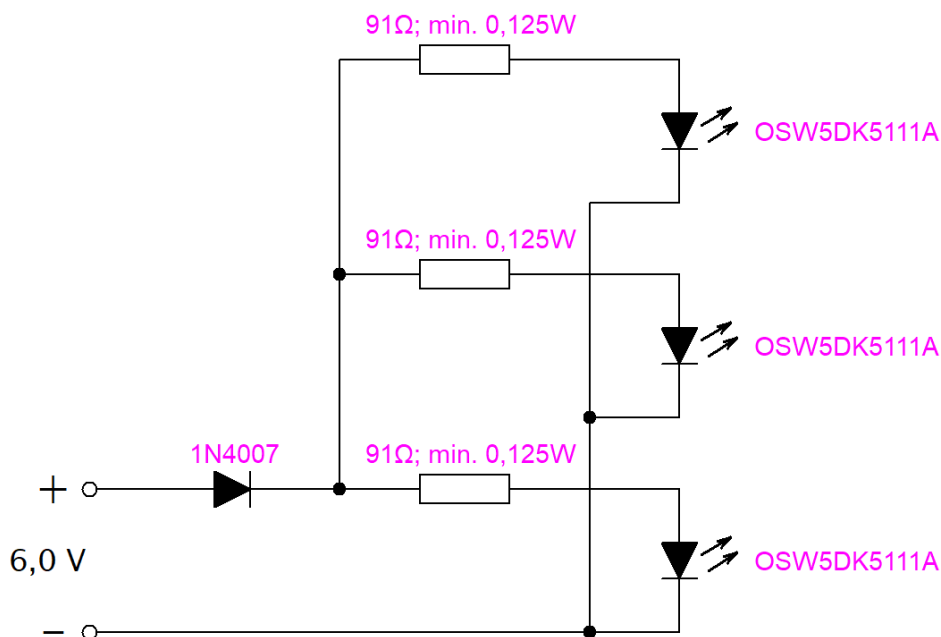 91Ω; min. 0,125W
OSW5DK5111A
91Ω; min. 0,125W
OSW5DK5111A
1N4007
91Ω; min. 0,125W
+
6,0 V
OSW5DK5111A
−